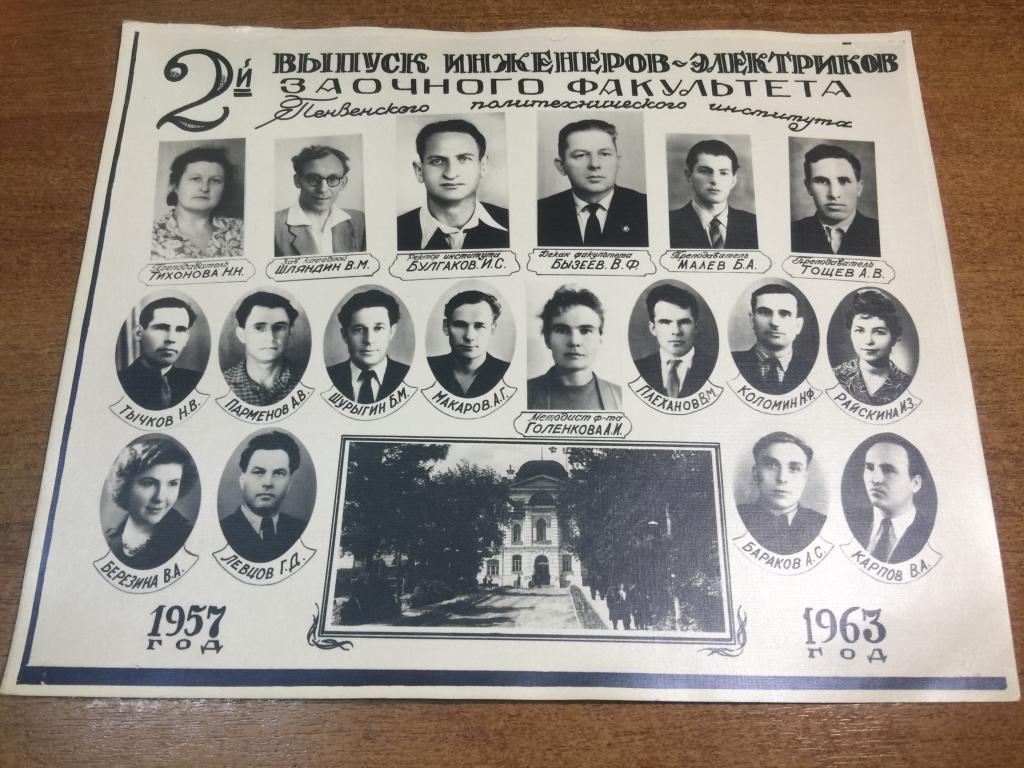 2й
ВЫПУСК ИНЖЕНЕРОВ-ЭЛЕКТРИКОВ
ЗАОЧНОГО ФАКУЛЬТЕТА
Пензенского политехнического института
Преподаватель
ТИХОНОВА Н.Н.
Зав. кафедрой
ШЛЯНДИН В.М.
Ректор института
БУЛГАКОВ.И.С.
Декан факультета
БЫЗЕЕВ. В.Ф.
Преподаватель
МАЛЕВ Б.А.
Преподаватель
ТОЩЕВ А.В.
ТЫЧКОВ Н.В.
ПАРМЕНОВ А.В.
ШУРЫГИН Б.М.
МАКАРОВ.А.Г.
Методист ф-та
ГОЛЕНКОВА А.И.
ПЛЕХАНОВ В.М.
КОЛОМИН Н.Ф.
РАЙСКИНА И.З.
БЕРЕЗИНА В.А.
ЛЕВЦОВ Г.Д.
БАРАКОВ А.С.
КАРПОВ В.А.
1957
ГОД
1963
ГОД